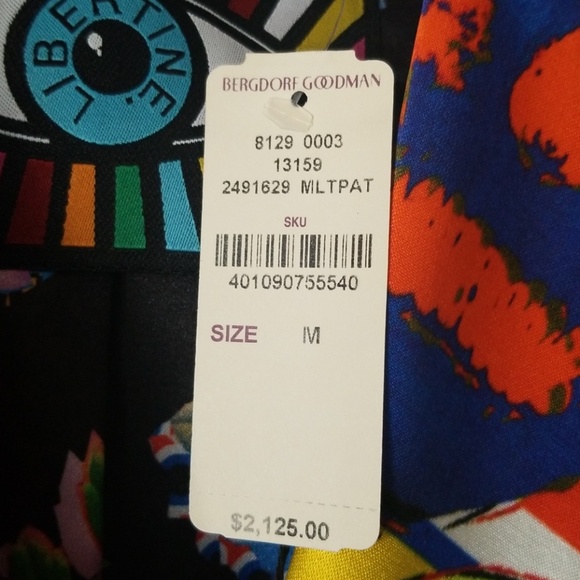 LIBERTINE
BERGDORF GOODMAN
8129 0003
13159
2491629 MLTPAT
SKU
401090755540
SIZE M
$2,125.00